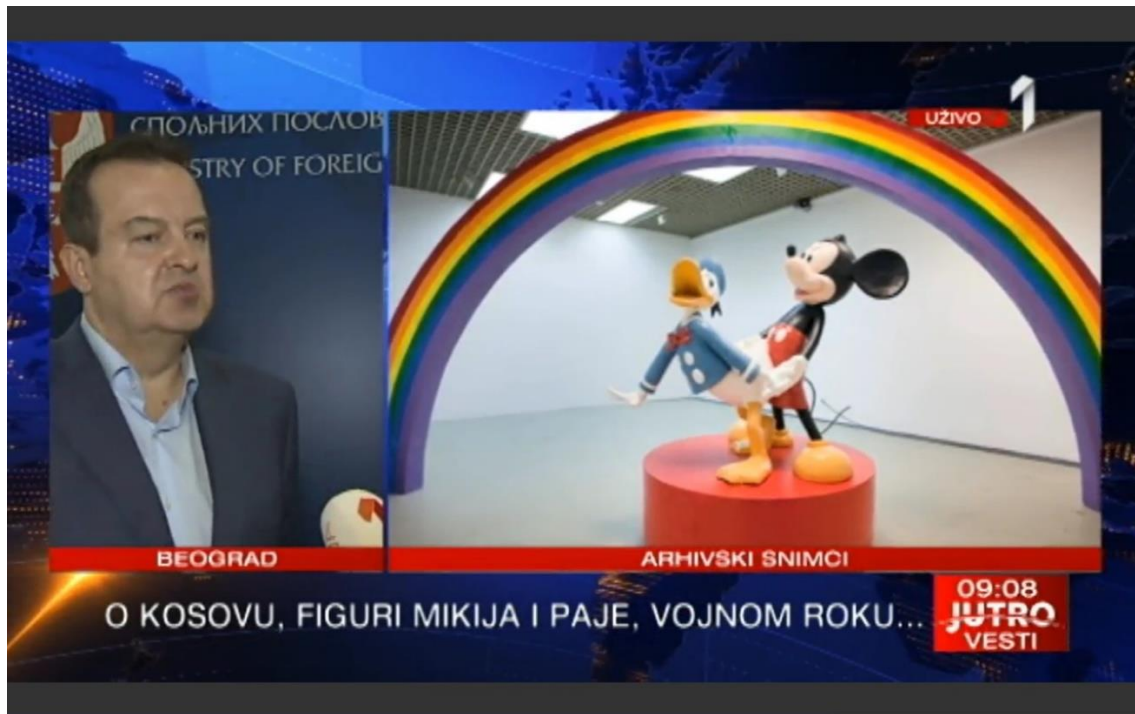 СПОЉНИХ ПОСЛОВ
STRY OF FOREIG
UŽIVO
1
BEOGRAD
ARHIVSKI SNIMCI
O KOSOVU, FIGURI MIKIJA I PAJE, VOJNOM ROKU...
09:08
JUTRO
VESTI